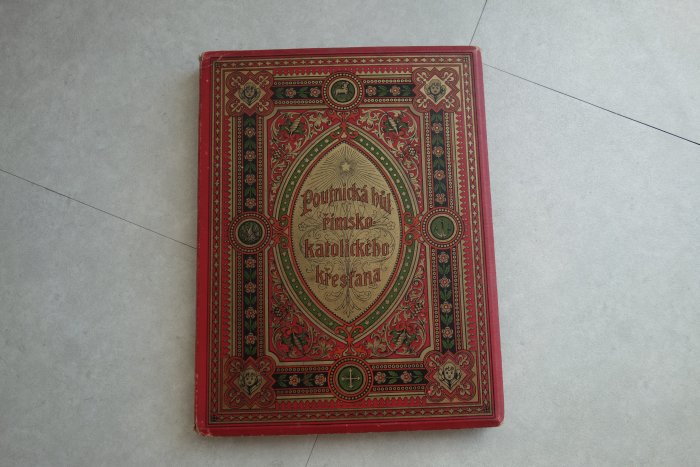 Poutnická hůl
římsko-
katolického
křesťana